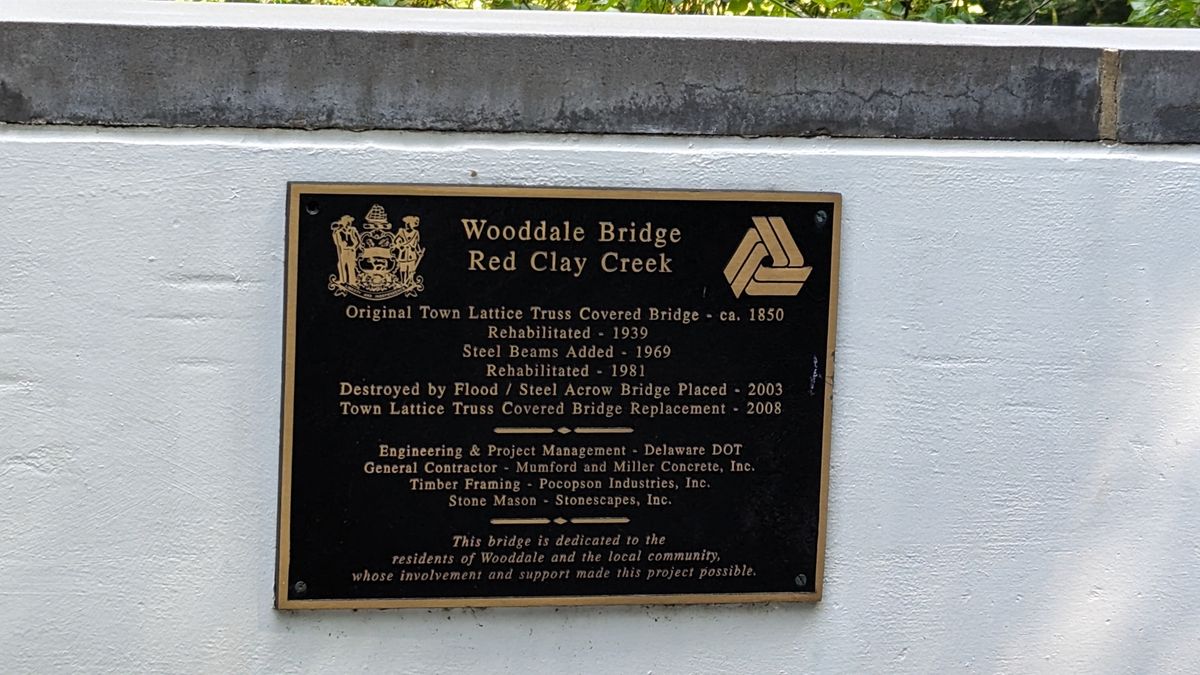 Wooddale Bridge
Red Clay Creek
Original Town Lattice Truss Covered Bridge - ca. 1850
Rehabilitated - 1939
Steel Beams Added - 1969
Rehabilitated - 1981
Destroyed by Flood / Steel Acrow Bridge Placed - 2003
Town Lattice Truss Covered Bridge Replacement - 2008
Engineering & Project Management - Delaware DOT
General Contractor - Mumford and Miller Concrete, Inc.
Timber Framing - Pocopson Industries, Inc.
Stone Mason - Stonescapes, Inc.
This bridge is dedicated to the
residents of Wooddale and the local community,
whose involvement and support made this project possible.